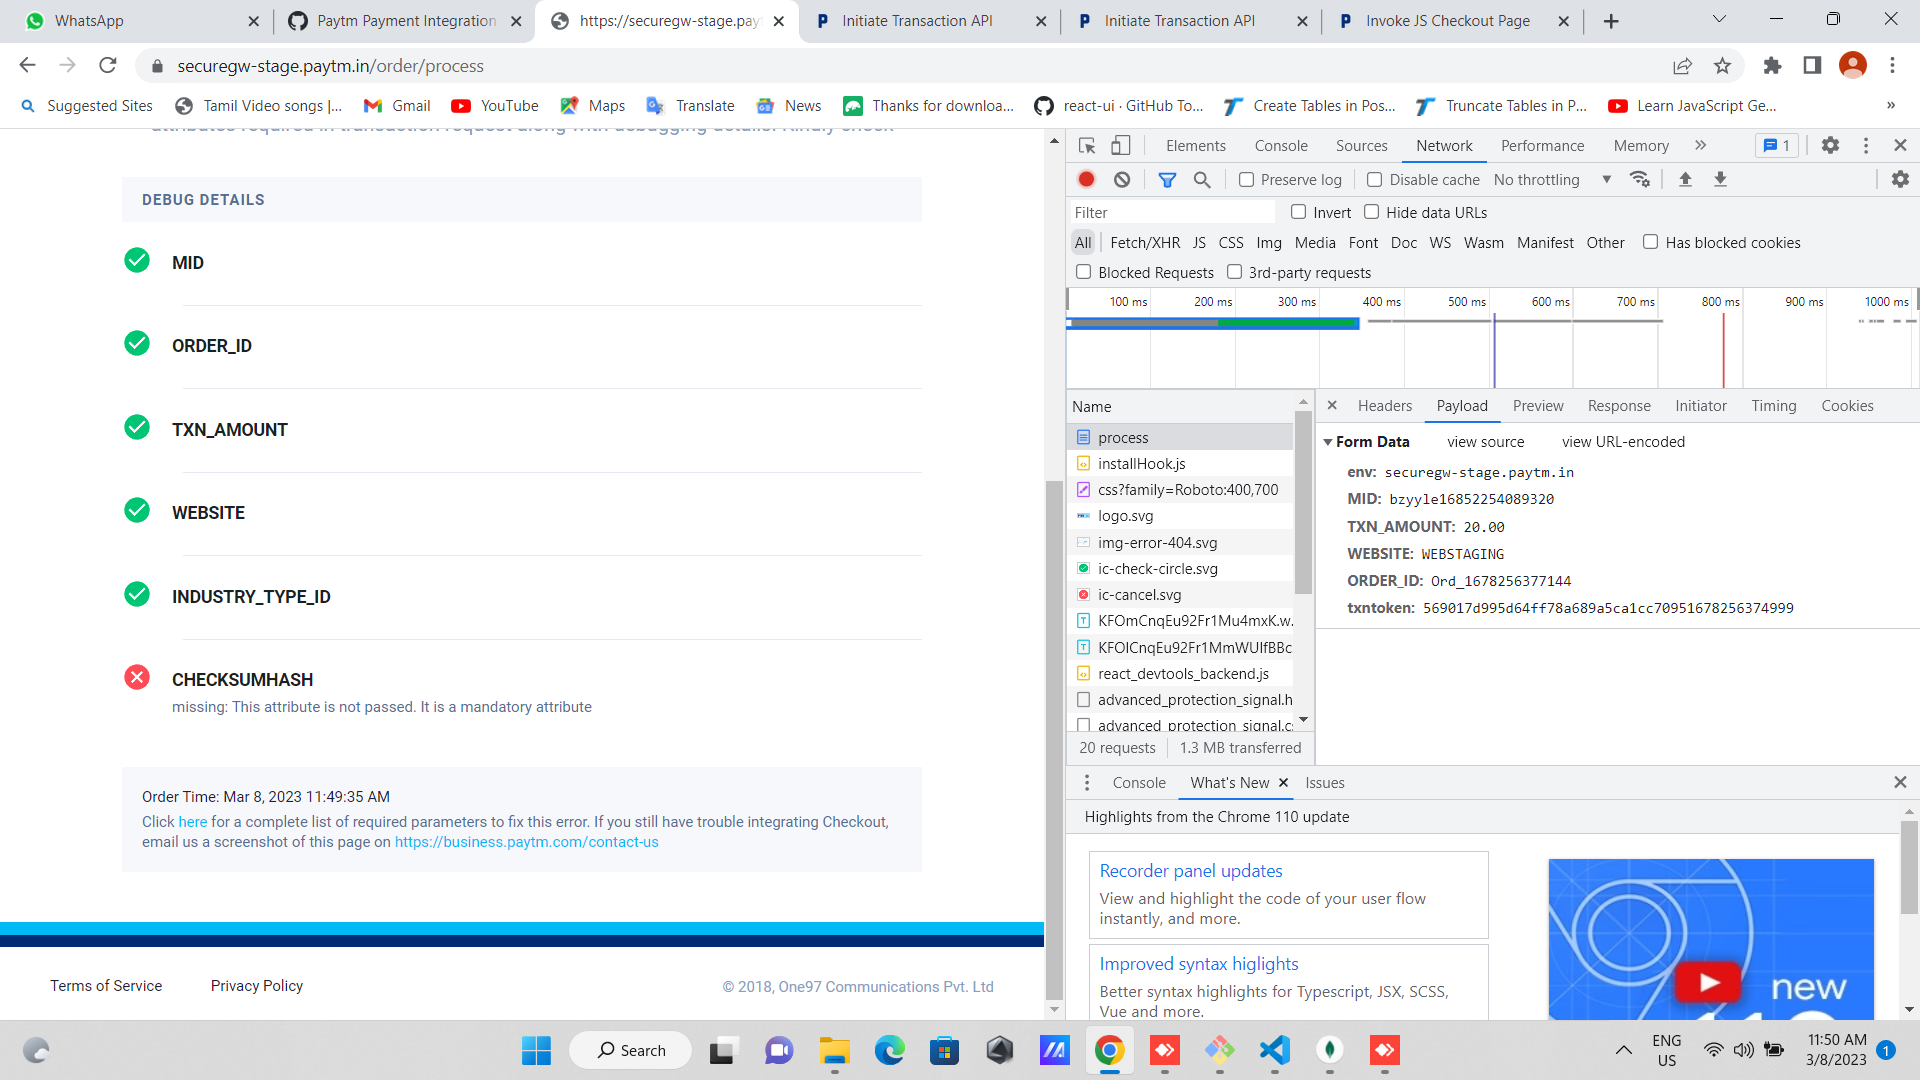 WhatsApp
Paytm Payment Integration
https://securegw-stage.pay
Initiate Transaction API
Initiate Transaction API
Invoke JS Checkout Page
securegw-stage.paytm.in/order/process
Suggested Sites
Tamil Video songs |...
Gmail
YouTube
Maps
Translate
News
Thanks for downloa...
react-ui · GitHub To...
Create Tables in Pos...
Truncate Tables in P...
Learn JavaScript Ge...
»
attributes required in transaction request along with debugging details. Kindly check
DEBUG DETAILS
MID
ORDER_ID
TXN_AMOUNT
WEBSITE
INDUSTRY_TYPE_ID
CHECKSUMHASH
missing: This attribute is not passed. It is a mandatory attribute
Order Time: Mar 8, 2023 11:49:35 AM
Click here for a complete list of required parameters to fix this error. If you still have trouble integrating Checkout,
email us a screenshot of this page on https://business.paytm.com/contact-us
Terms of Service
Privacy Policy
© 2018, One97 Communications Pvt. Ltd
Elements Console Sources Network Performance Memory » 1
Preserve log Disable cache No throttling
Filter Invert Hide data URLs
All Fetch/XHR JS CSS Img Media Font Doc WS Wasm Manifest Other Has blocked cookies
Blocked Requests 3rd-party requests
100 ms 200 ms 300 ms 400 ms 500 ms 600 ms 700 ms 800 ms 900 ms 1000 ms
Name
process
installHook.js
css?family=Roboto:400,700
logo.svg
img-error-404.svg
ic-check-circle.svg
ic-cancel.svg
KFOmCnqEu92Fr1Mu4mxK.w.
KFOlCnqEu92Fr1MmWUlfBBc
react_devtools_backend.js
advanced_protection_signal.h
advanced_protection_signal.c
20 requests 1.3 MB transferred
Headers Payload Preview Response Initiator Timing Cookies
Form Data view source view URL-encoded
env: securegw-stage.paytm.in
MID: bzyyle16852254089320
TXN_AMOUNT: 20.00
WEBSITE: WEBSTAGING
ORDER_ID: Ord_1678256377144
txntoken: 569017d995d64ff78a689a5ca1cc70951678256374999
Console What's New Issues
Highlights from the Chrome 110 update
Recorder panel updates
View and highlight the code of your user flow
instantly, and more.
Improved syntax higlights
Better syntax highlights for Typescript, JSX, SCSS,
Vue and more.
new
110
Search
ENG
US
11:50 AM
3/8/2023
1